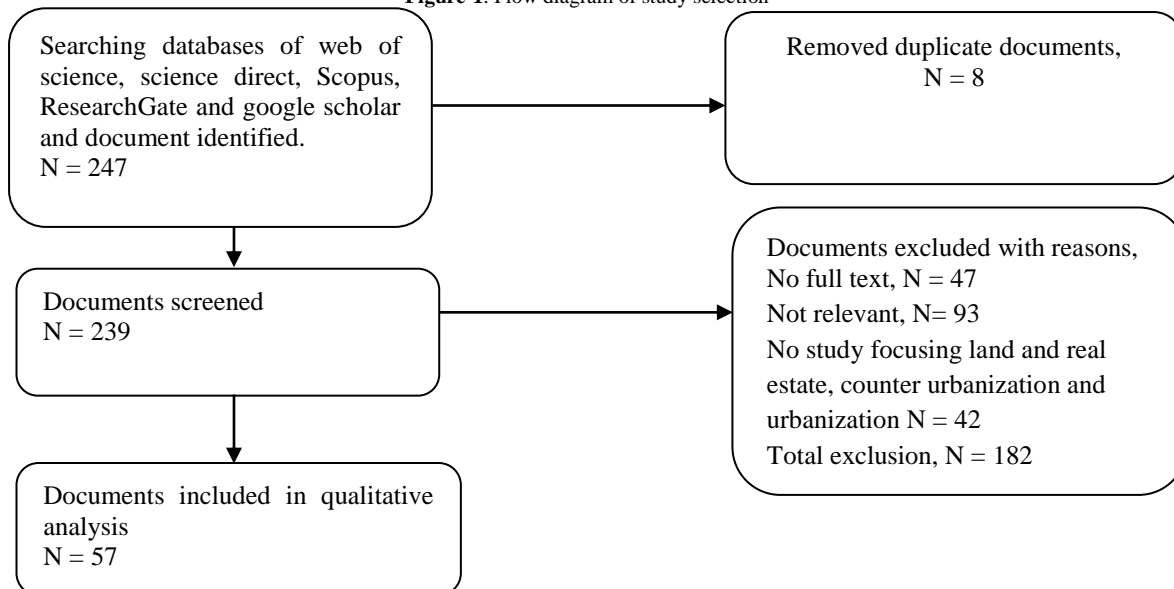 Figure 1. Flow diagram of study selection
Searching databases of web of
science, science direct, Scopus,
ResearchGate and google scholar
and document identified.
N = 247
Removed duplicate documents,
N = 8
Documents screened
N = 239
Documents excluded with reasons,
No full text, N = 47
Not relevant, N= 93
No study focusing land and real
estate, counter urbanization and
urbanization N = 42
Total exclusion, N = 182
Documents included in qualitative
analysis
N = 57